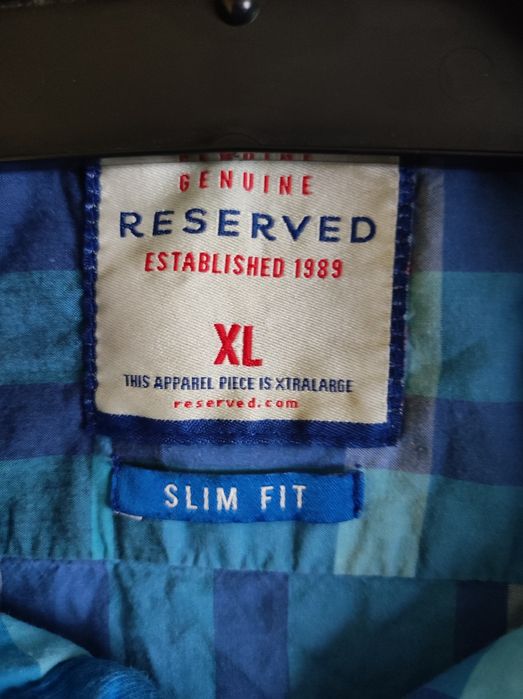 GENUINE
RESERVED
ESTABLISHED 1989
XL
THIS APPAREL PIECE IS XTRALARGE
reserved.com
SLIM FIT